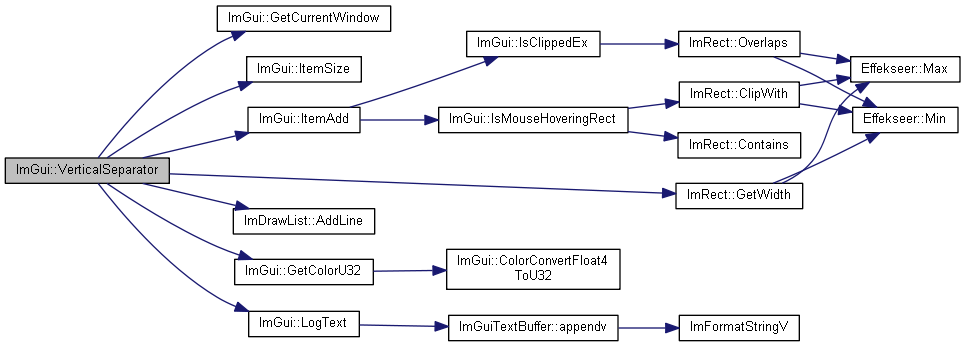 ImGui::GetCurrentWindow
ImGui::IsClippedEx
ImRect::Overlaps
ImGui::ItemSize
Effekseer::Max
ImRect::ClipWith
ImGui::ItemAdd
ImGui::IsMouseHoveringRect
Effekseer::Min
ImRect::Contains
ImGui::VerticalSeparator
ImRect::GetWidth
ImDrawList::AddLine
ImGui::GetColorU32
ImGui::ColorConvertFloat4
ToU32
ImGui::LogText
ImGuiTextBuffer::appendv
ImFormatStringV